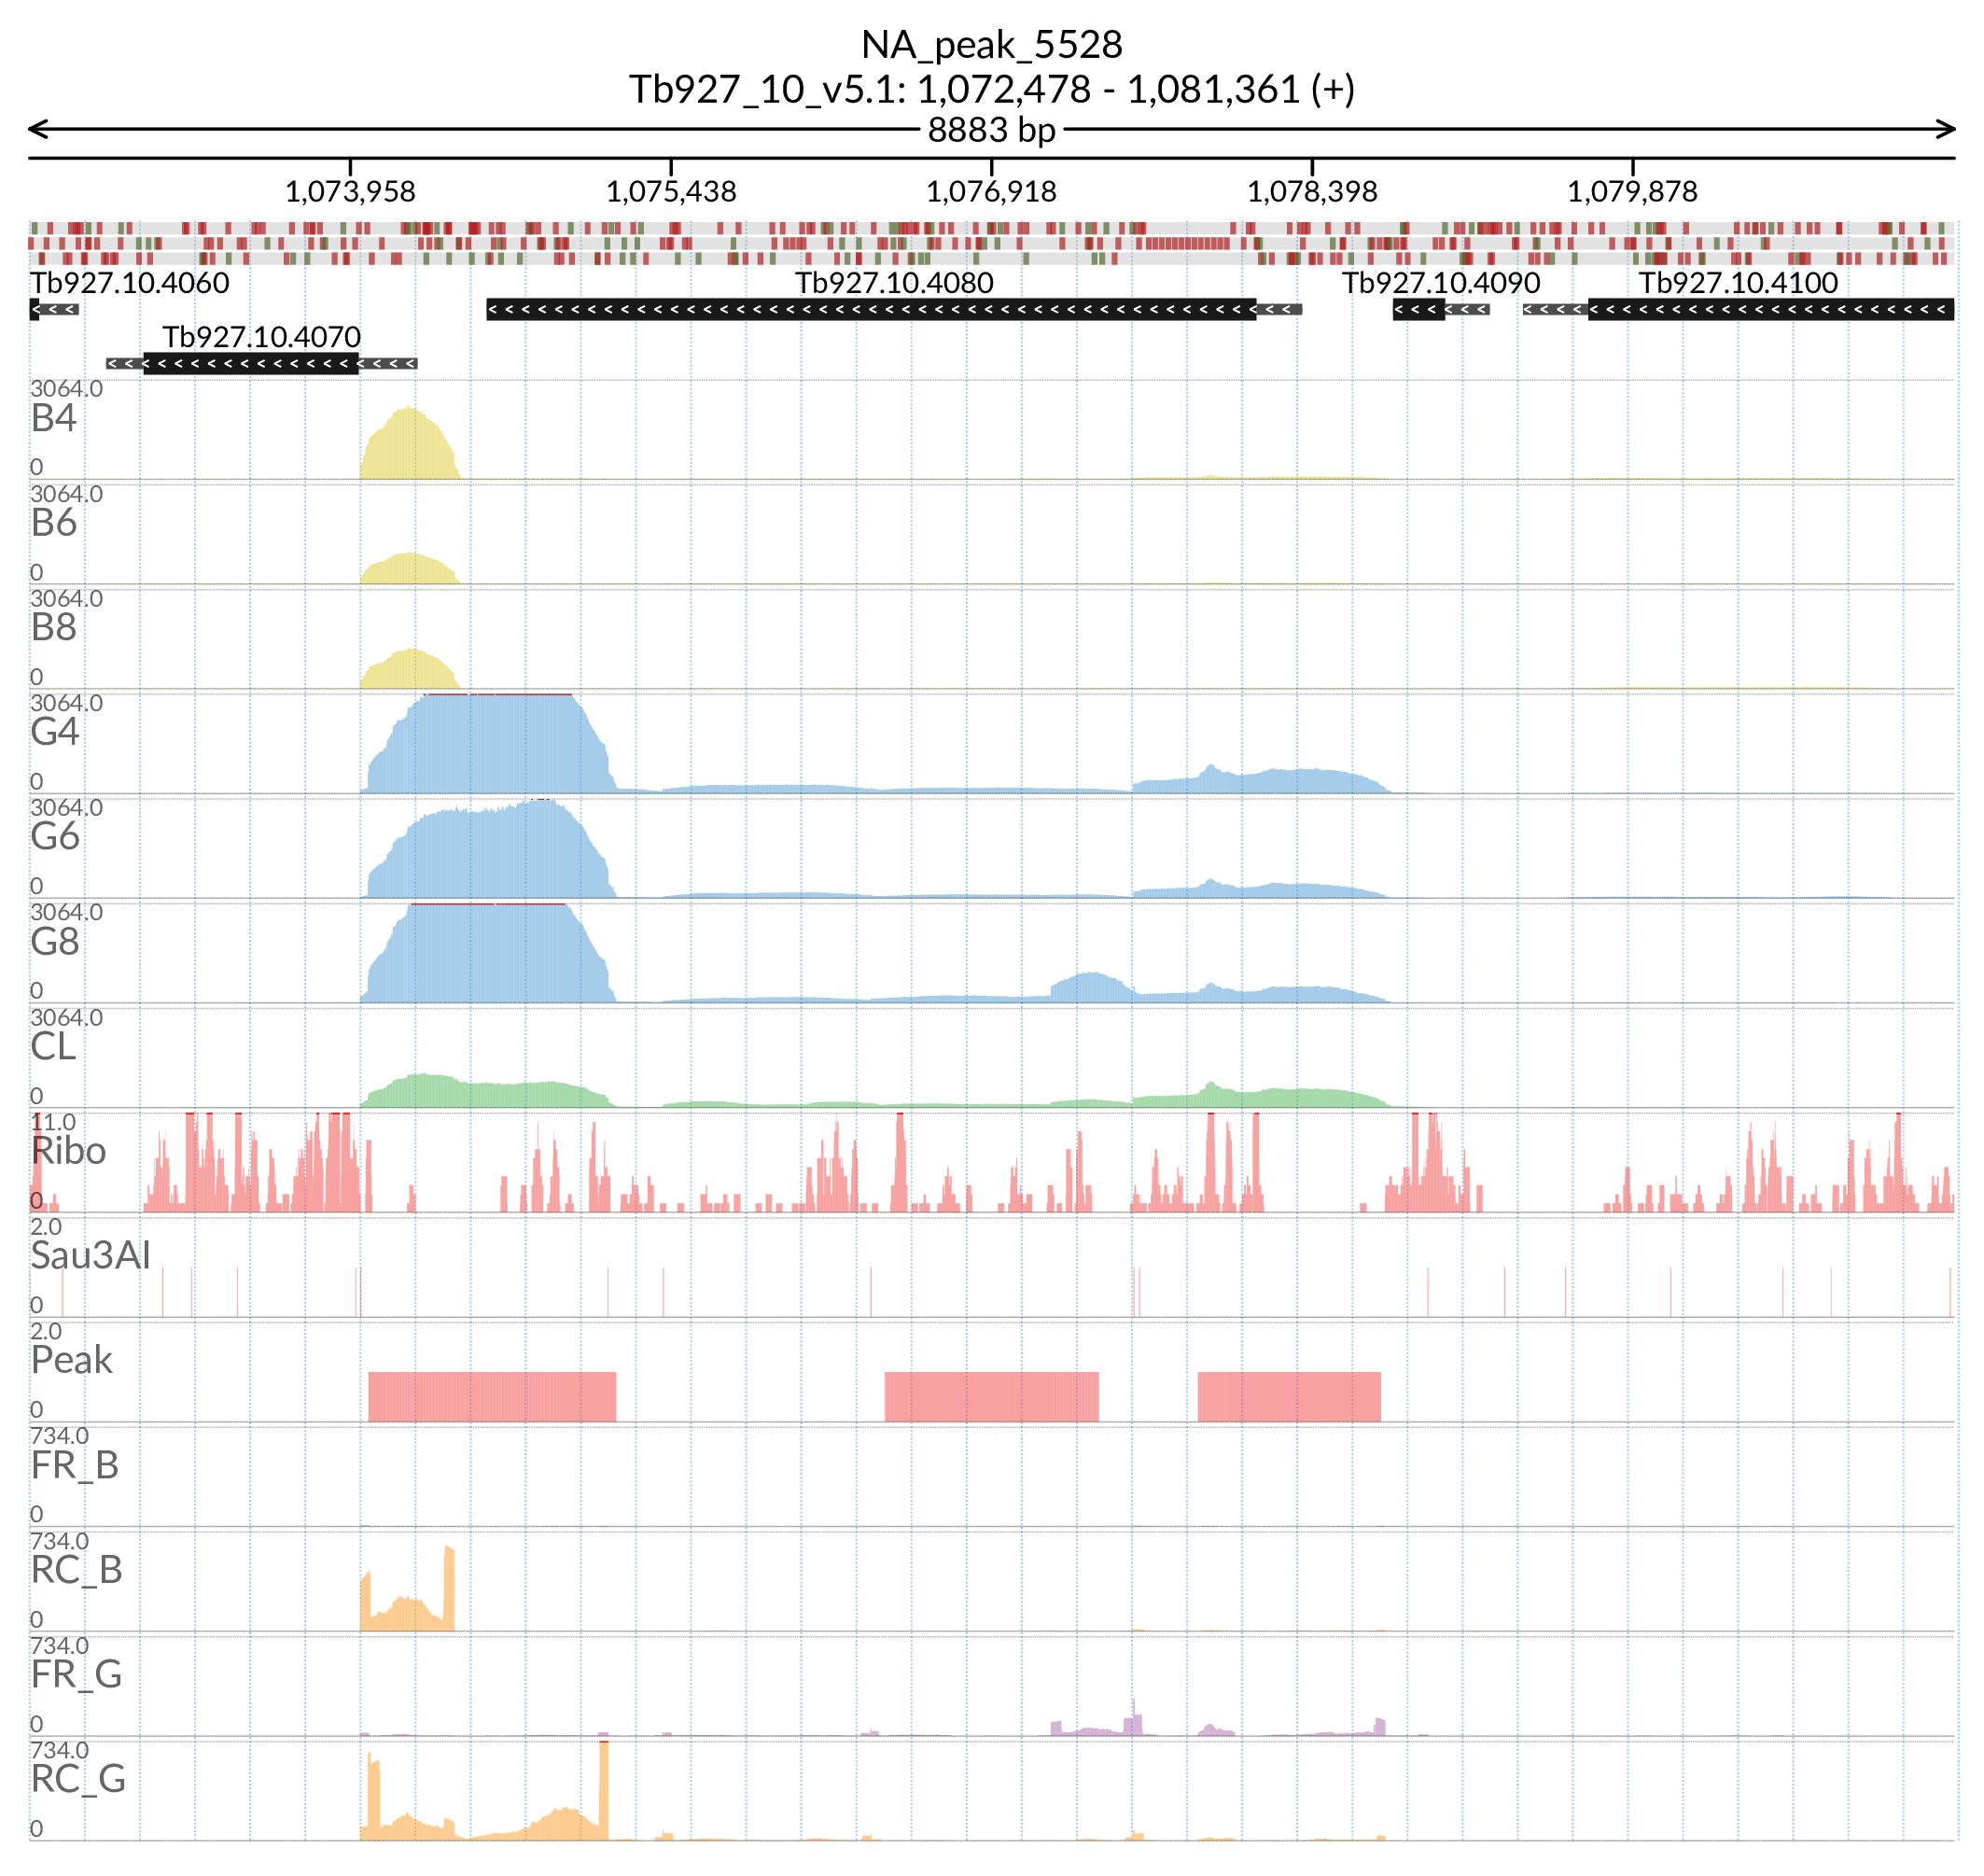 NA_peak_5528
Tb927_10_v5.1: 1,072,478 - 1,081,361 (+)
8883 bp
1,073,958 1,075,438 1,076,918 1,078,398 1,079,878
Tb927.10.4060 Tb927.10.4080 Tb927.10.4090 Tb927.10.4100
Tb927.10.4070
3064.0
B4
0
3064.0
B6
0
3064.0
B8
0
3064.0
G4
0
3064.0
G6
0
3064.0
G8
0
3064.0
CL
0
11.0
Ribo
0
2.0
Sau3AI
0
2.0
Peak
0
734.0
FR_B
0
734.0
RC_B
0
734.0
FR_G
0
734.0
RC_G
0